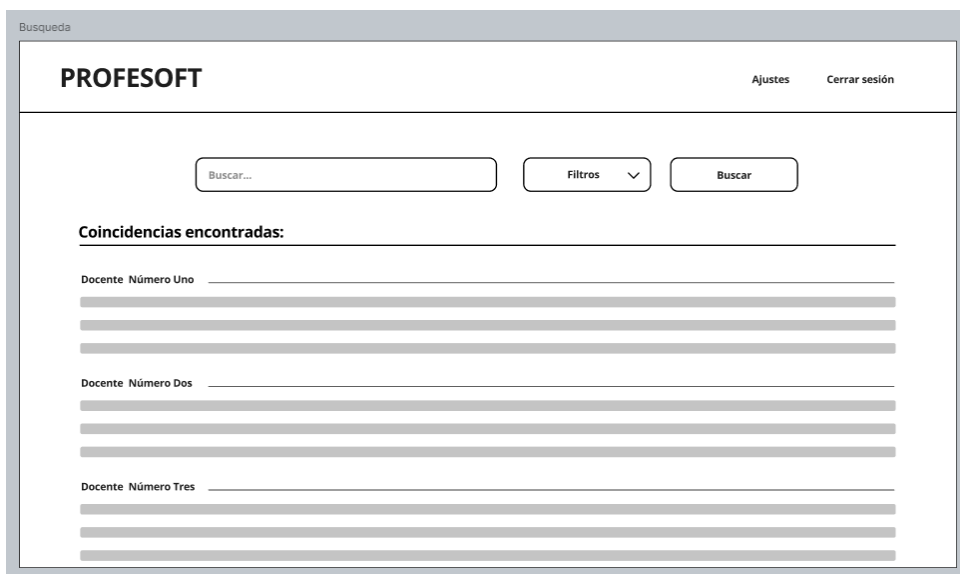 Busqueda
PROFESOFT
Ajustes Cerrar sesión
Buscar... Filtros Buscar
Coincidencias encontradas:
Docente Número Uno
Docente Número Dos
Docente Número Tres